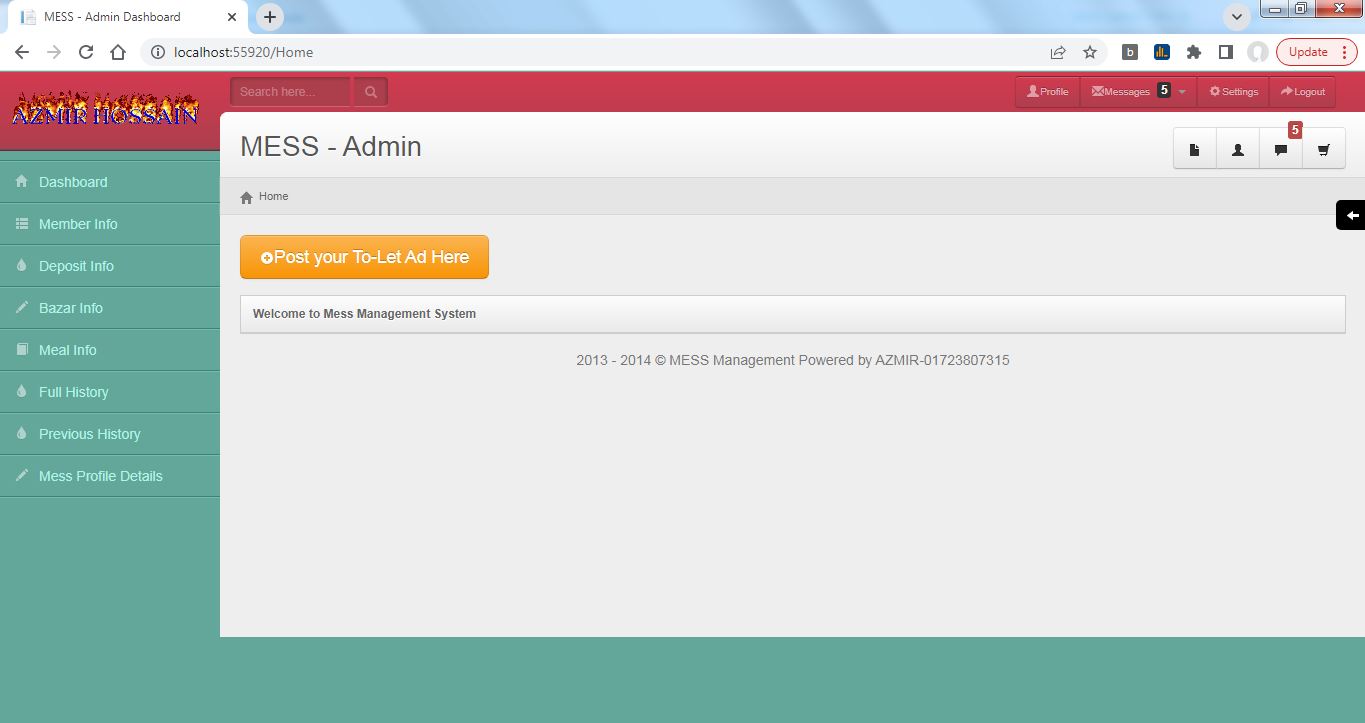 MESS - Admin Dashboard
localhost:55920/Home
b
Update
AZMIR HOSSAIN
Search here...
Profile
Messages 5
Settings
Logout
MESS - Admin
5
Home
Dashboard
Member Info
Deposit Info
Bazar Info
Meal Info
Full History
Previous History
Mess Profile Details
Post your To-Let Ad Here
Welcome to Mess Management System
2013 - 2014 © MESS Management Powered by AZMIR-01723807315